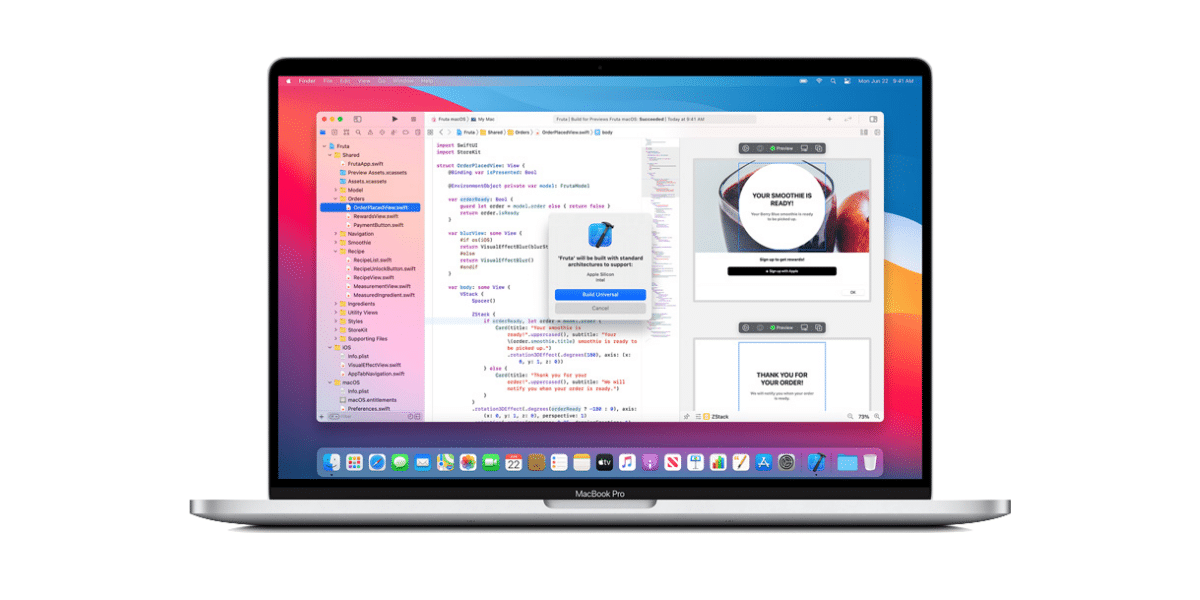 Finder File Edit View Go Window Help
Mon Jun 22 9:41 AM
Fruta macOS My Mac
Fruta | Build for Previews Fruta macOS: Succeeded | Today at 9:41 AM
Fruta Shared Orders OrderPlacedView.swift body
Fruta
Shared
FrutaApp.swift
Preview Assets.xcassets
Assets.xcassets
Model
Orders
OrderPlacedView.swift
RewardsView.swift
PaymentButton.swift
Navigation
Smoothie
Recipe
RecipeList.swift
RecipeUnlockButton.swift
RecipeView.swift
MeasurementView.swift
MeasuredIngredient.swift
Ingredients
Utility Views
Styles
StoreKit
Supporting Files
iOS
Info.plist
VisualEffectView.swift
AppTabNavigation.swift
macOS
Info.plist
macOS.entitlements
Preferences.swift
import SwiftUI
import StoreKit
struct OrderPlacedView: View {
@Binding var isPresented: Bool
@EnvironmentObject private var model: FrutaModel
var orderReady: Bool {
guard let order = model.order else { return false }
return order.isReady
}
var blurView: some View {
#if os(iOS)
return VisualEffectBlur(blurSt
#else
return VisualEffectBlur()
#endif
}
var body: some View {
VStack {
Spacer()
ZStack {
if orderReady, let order = model.order {
Card(title: "Your smoothie is
ready!".uppercased(), subtitle: "Your
\(order.smoothie.title) smoothie is ready to
be picked up.")
.rotation3DEffect(.degrees(180), axis: (x:
0, y: 1, z: 0))
} else {
Card(title: "Thank you for your
order!".uppercased(), subtitle: "We will
notify you when your order is ready.")
}
}
.rotation3DEffect(.degrees(orderReady ? -180 : 0), axis:
(x: 0, y: 1, z: 0), perspective: 1)
'Fruta' will be built with standard
architectures to support:
Apple Silicon
Intel
Build Universal
Cancel
Preview
YOUR SMOOTHIE IS
READY!
Your Berry Blue smoothie is ready
to be picked up.
Sign up to get rewards!
Sign up with Apple
OK
Preview
THANK YOU FOR
YOUR ORDER!
We will notify you when your order
is ready.
ZStack
73%
JUN
22
tv
MacBook Pro